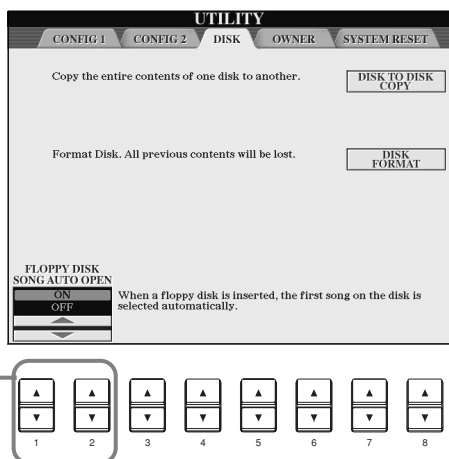 UTILITY
CONFIG 1 CONFIG 2 DISK OWNER SYSTEM RESET
Copy the entire contents of one disk to another.
DISK TO DISK
COPY
Format Disk. All previous contents will be lost.
DISK
FORMAT
FLOPPY DISK
SONG AUTO OPEN
ON
OFF
When a floppy disk is inserted, the first song on the disk is
selected automatically.
1 2 3 4 5 6 7 8